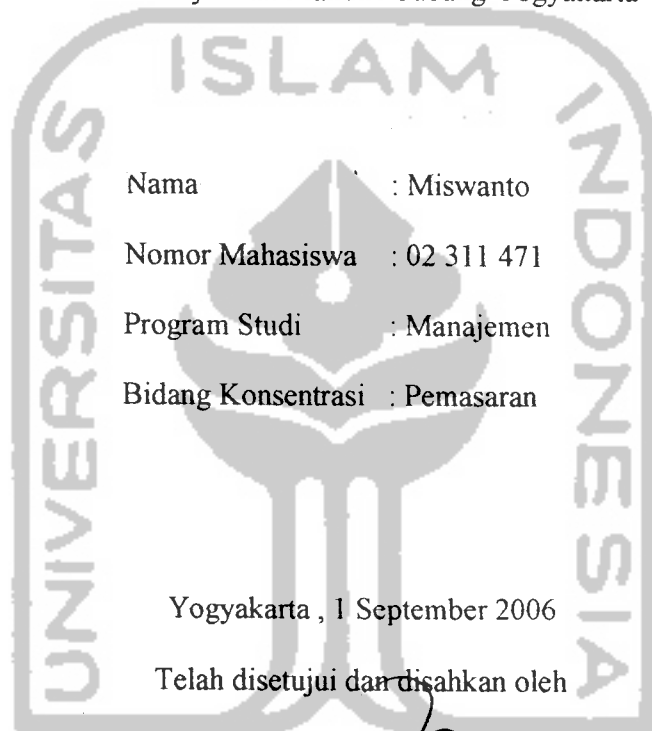 Yogyakarta
ISLAM
UNIVERSITAS
INDONESIA
Nama : Miswanto
Nomor Mahasiswa : 02 311 471
Program Studi : Manajemen
Bidang Konsentrasi : Pemasaran
Yogyakarta , 1 September 2006
Telah disetujui dan disahkan oleh